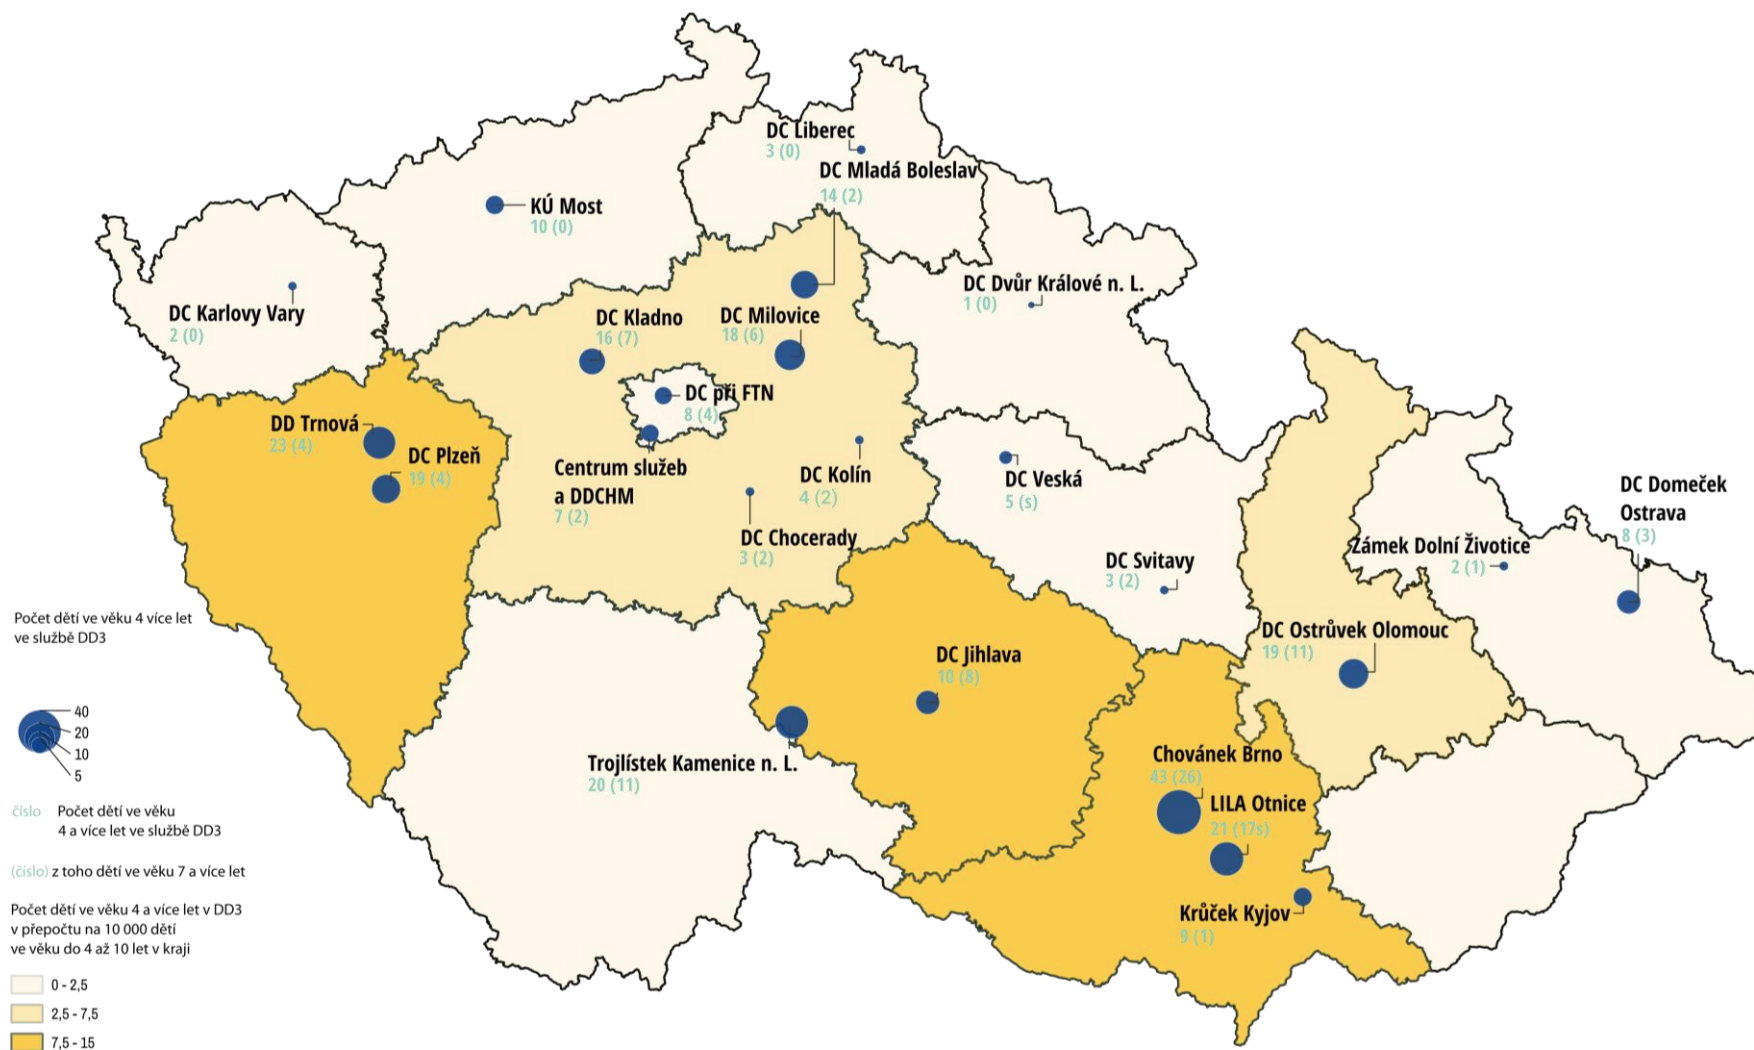 DC Liberec
3 (0)
DC Mladá Boleslav
14 (2)
KÚ Most
10 (0)
DC Dvůr Králové n. L.
1 (0)
DC Karlovy Vary
2 (0)
DC Kladno
16 (7)
DC Milovice
18 (6)
DC při FTN
8 (4)
DD Trnová
23 (4)
DC Plzeň
19 (4)
Centrum služeb
a DDCHM
7 (2)
DC Kolín
4 (2)
DC Veská
5 (s)
DC Chocerady
3 (2)
DC Svitavy
3 (2)
DC Domeček
Ostrava
8 (3)
Zámek Dolní Životice
2 (1)
DC Ostrůvek Olomouc
19 (11)
DC Jihlava
10 (8)
Trojlístek Kamenice n. L.
20 (11)
Chovánek Brno
43 (26)
LILA Otnice
21 (17s)
Krůček Kyjov
9 (1)
Počet dětí ve věku 4 více let
ve službě DD3
40
20
10
5
číslo Počet dětí ve věku
4 a více let ve službě DD3
(číslo) z toho dětí ve věku 7 a více let
Počet dětí ve věku 4 a více let v DD3
v přepočtu na 10 000 dětí
ve věku do 4 až 10 let v kraji
0 - 2,5
2,5 - 7,5
7,5 - 15